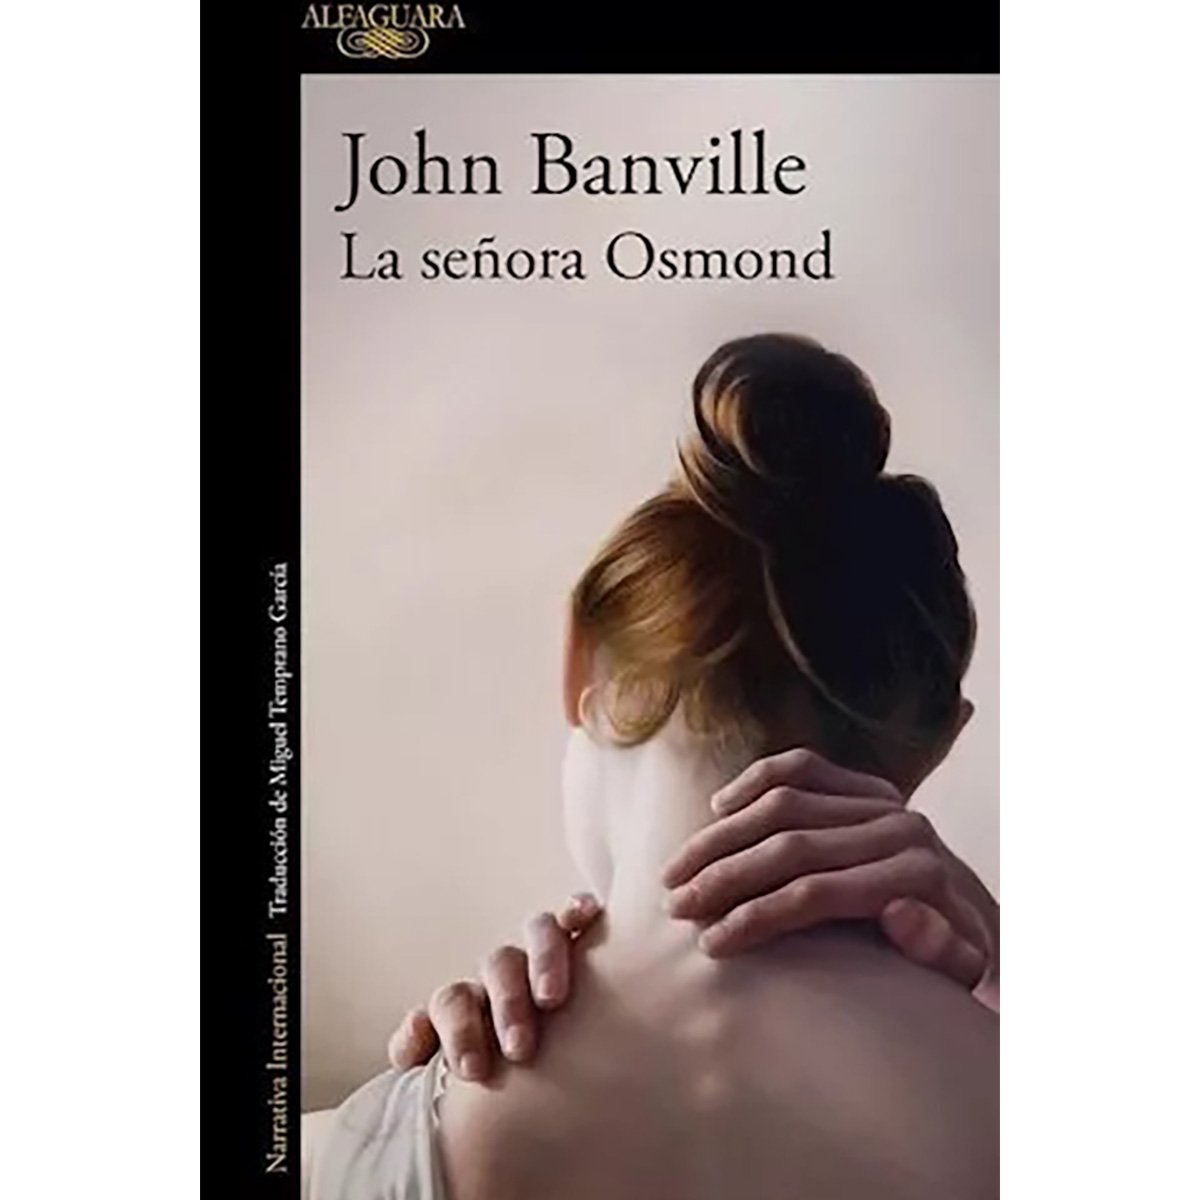 ALFAGUARA
John Banville
La señora Osmond
Narrativa Internacional Traducción de Miguel Temprano García